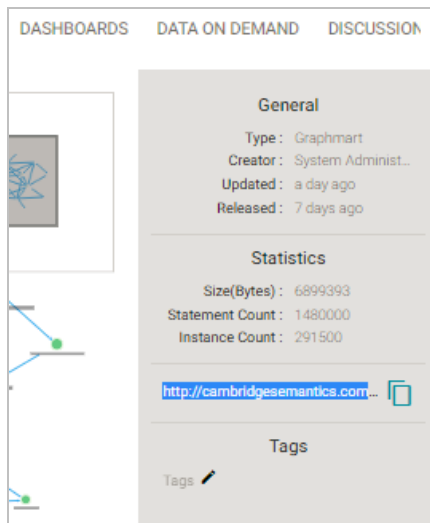 DASHBOARDS DATA ON DEMAND DISCUSSION
General
Type : Graphmart
Creator : System Administ...
Updated : a day ago
Released : 7 days ago
Statistics
Size(Bytes) : 6899393
Statement Count : 1480000
Instance Count : 291500
http://cambridgesemantics.com...
Tags
Tags